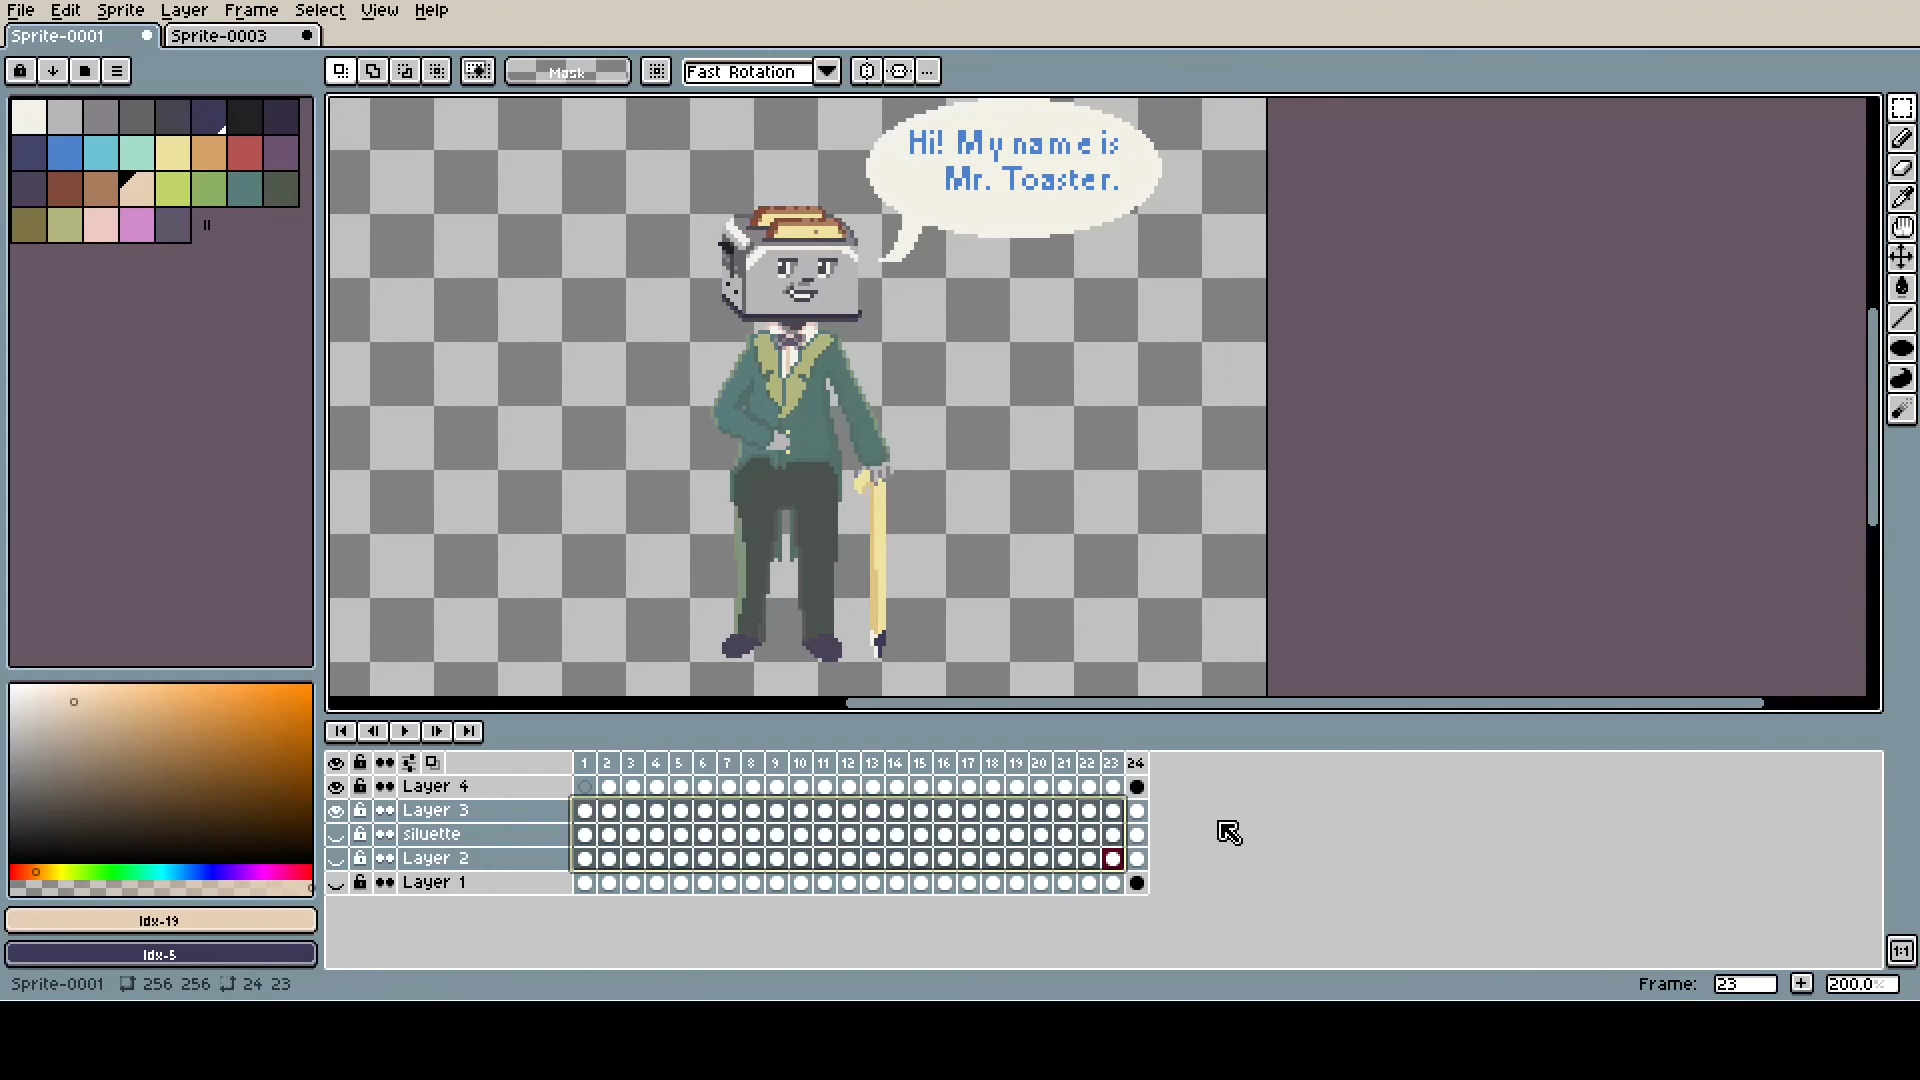 File Edit Sprite Layer Frame Select View Help
Sprite-0001 Sprite-0003
Mask Fast Rotation
Hi! My name is
Mr. Toaster.
1 2 3 4 5 6 7 8 9 10 11 12 13 14 15 16 17 18 19 20 21 22 23 24
Layer 4
Layer 3
siluette
Layer 2
Layer 1
Idx-19
Idx-5
1:1
Sprite-0001 256 256 24 23 Frame: 23 + 200.0%